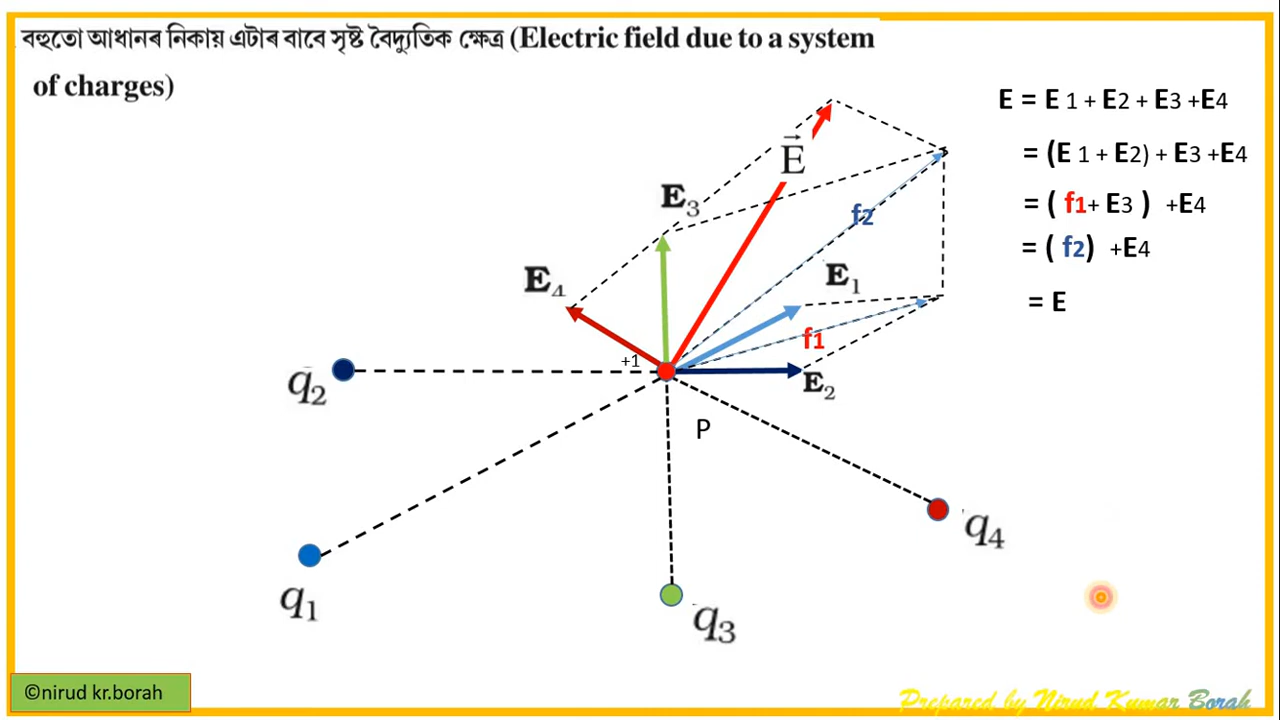 বহুতো আধানৰ নিকায় এটাৰ বাবে সৃষ্ট বৈদ্যুতিক ক্ষেত্ৰ (Electric field due to a system
of charges)
E = E 1 + E2 + E3 +E4
= (E 1 + E2) + E3 +E4
= ( f1+ E3 ) +E4
= ( f2) +E4
= E
E
E3
f2
E4
E1
f1
+1
E2
q2
P
q4
q1
q3
©nirud kr.borah
Prepared by Nirud Kumar Borah